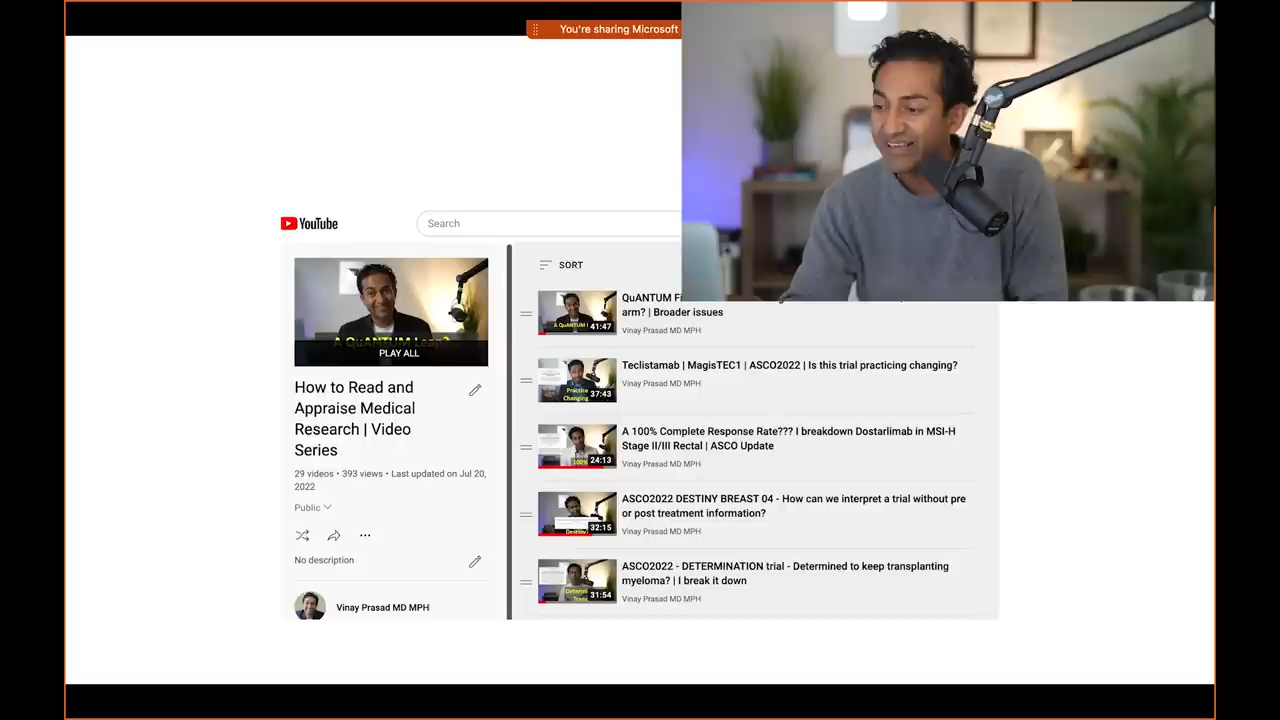 You're sharing Microsoft
YouTube
Search
A QuANTUM Leap?
PLAY ALL
How to Read and
Appraise Medical
Research | Video
Series
29 videos • 393 views • Last updated on Jul 20,
2022
Public
No description
Vinay Prasad MD MPH
SORT
A QuANTUM
41:47
QuANTUM
arm? | Broader issues
Vinay Prasad MD MPH
Practice
Changing
37:43
Teclistamab | MagisTEC1 | ASCO2022 | Is this trial practicing changing?
Vinay Prasad MD MPH
100%
24:13
A 100% Complete Response Rate??? I breakdown Dostarlimab in MSI-H
Stage II/III Rectal | ASCO Update
Vinay Prasad MD MPH
32:15
ASCO2022 DESTINY BREAST 04 - How can we interpret a trial without pre
or post treatment information?
Vinay Prasad MD MPH
31:54
ASCO2022 - DETERMINATION trial - Determined to keep transplanting
myeloma? | I break it down
Vinay Prasad MD MPH